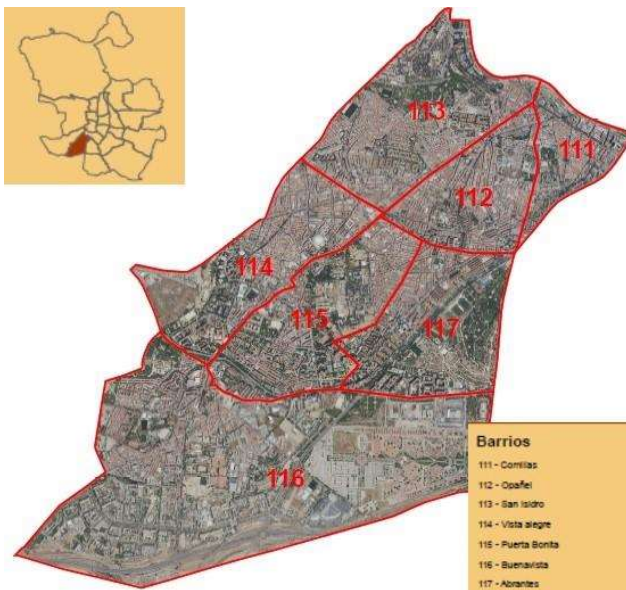 113
111
112
114
115
117
116
Barrios
111 - Comillas
112 - Opañel
113 - San Isidro
114 - Vista alegre
115 - Puerta Bonita
116 - Buenavista
117 - Abrantes